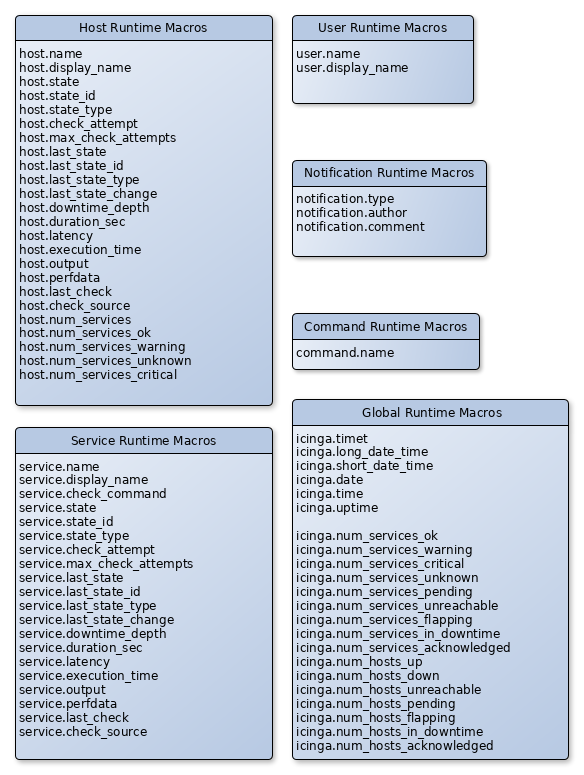 Host Runtime Macros
host.name
host.display_name
host.state
host.state_id
host.state_type
host.check_attempt
host.max_check_attempts
host.last_state
host.last_state_id
host.last_state_type
host.last_state_change
host.downtime_depth
host.duration_sec
host.latency
host.execution_time
host.output
host.perfdata
host.last_check
host.check_source
host.num_services
host.num_services_ok
host.num_services_warning
host.num_services_unknown
host.num_services_critical
Service Runtime Macros
service.name
service.display_name
service.check_command
service.state
service.state_id
service.state_type
service.check_attempt
service.max_check_attempts
service.last_state
service.last_state_id
service.last_state_type
service.last_state_change
service.downtime_depth
service.duration_sec
service.latency
service.execution_time
service.output
service.perfdata
service.last_check
service.check_source
User Runtime Macros
user.name
user.display_name
Notification Runtime Macros
notification.type
notification.author
notification.comment
Command Runtime Macros
command.name
Global Runtime Macros
icinga.timet
icinga.long_date_time
icinga.short_date_time
icinga.date
icinga.time
icinga.uptime
icinga.num_services_ok
icinga.num_services_warning
icinga.num_services_critical
icinga.num_services_unknown
icinga.num_services_pending
icinga.num_services_unreachable
icinga.num_services_flapping
icinga.num_services_in_downtime
icinga.num_services_acknowledged
icinga.num_hosts_up
icinga.num_hosts_down
icinga.num_hosts_unreachable
icinga.num_hosts_pending
icinga.num_hosts_flapping
icinga.num_hosts_in_downtime
icinga.num_hosts_acknowledged